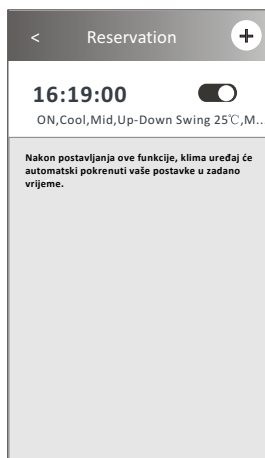 < Reservation +
16:19:00
ON,Cool,Mid,Up-Down Swing 25℃,M..
Nakon postavljanja ove funkcije, klima uređaj će
automatski pokrenuti vaše postavke u zadano
vrijeme.